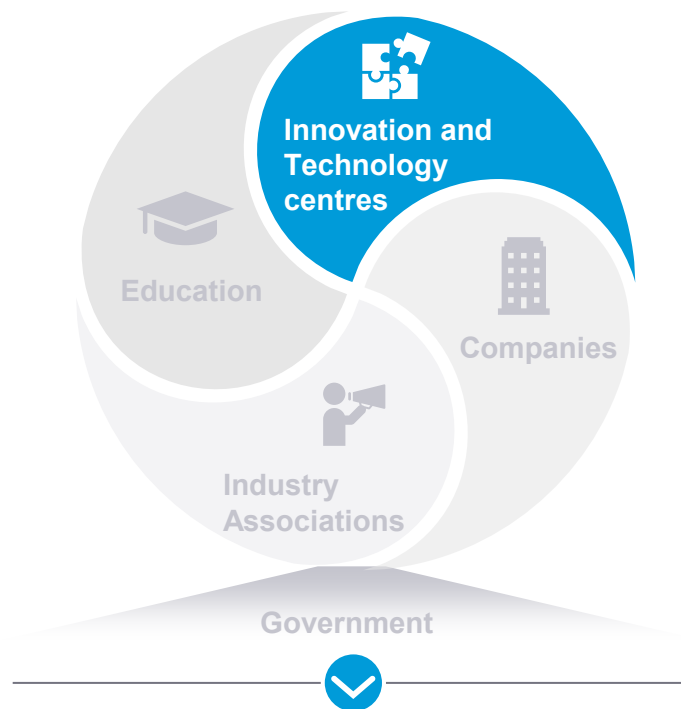 Innovation and
Technology
centres
Education
Companies
Industry
Associations
Government